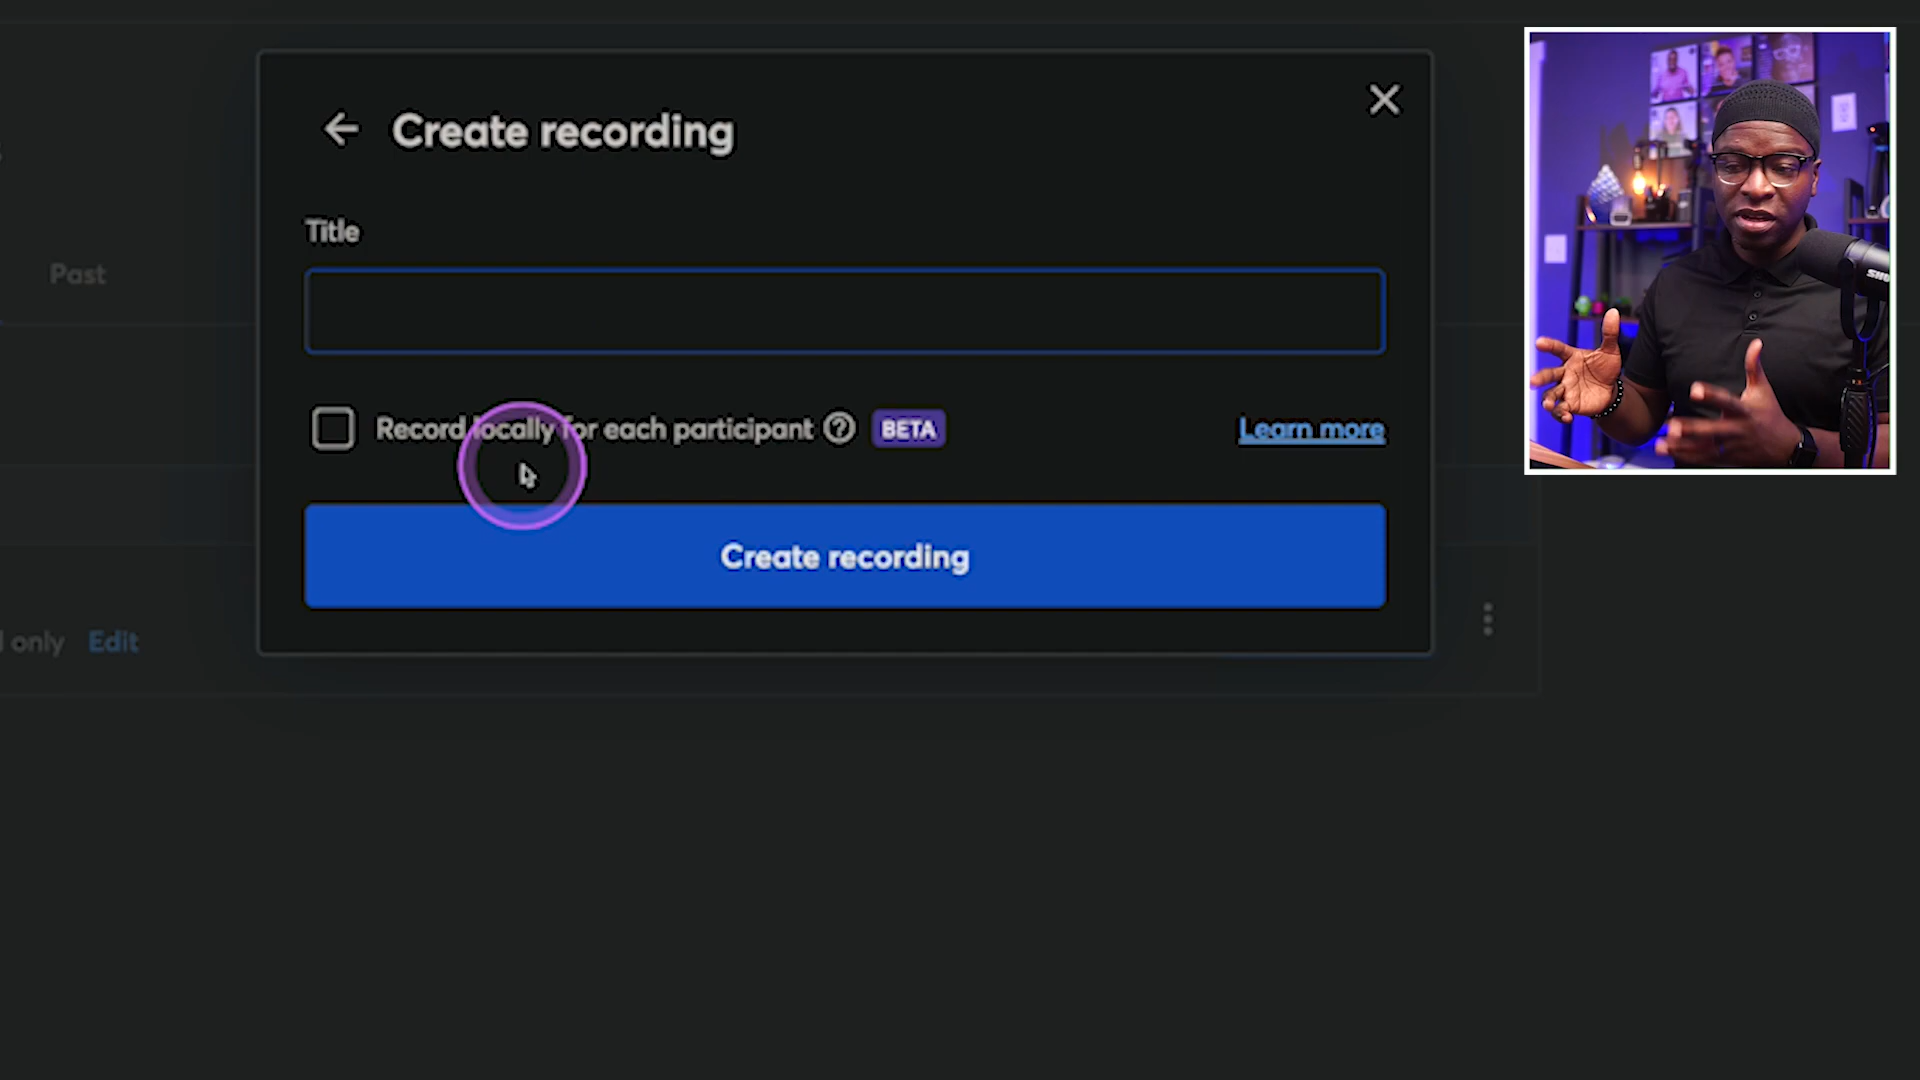 Create recording
Title
Past
Record locally for each participant
BETA
Learn more
Create recording
only Edit